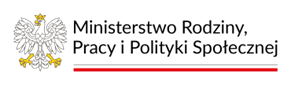 Ministerstwo Rodziny,
Pracy i Polityki Społecznej